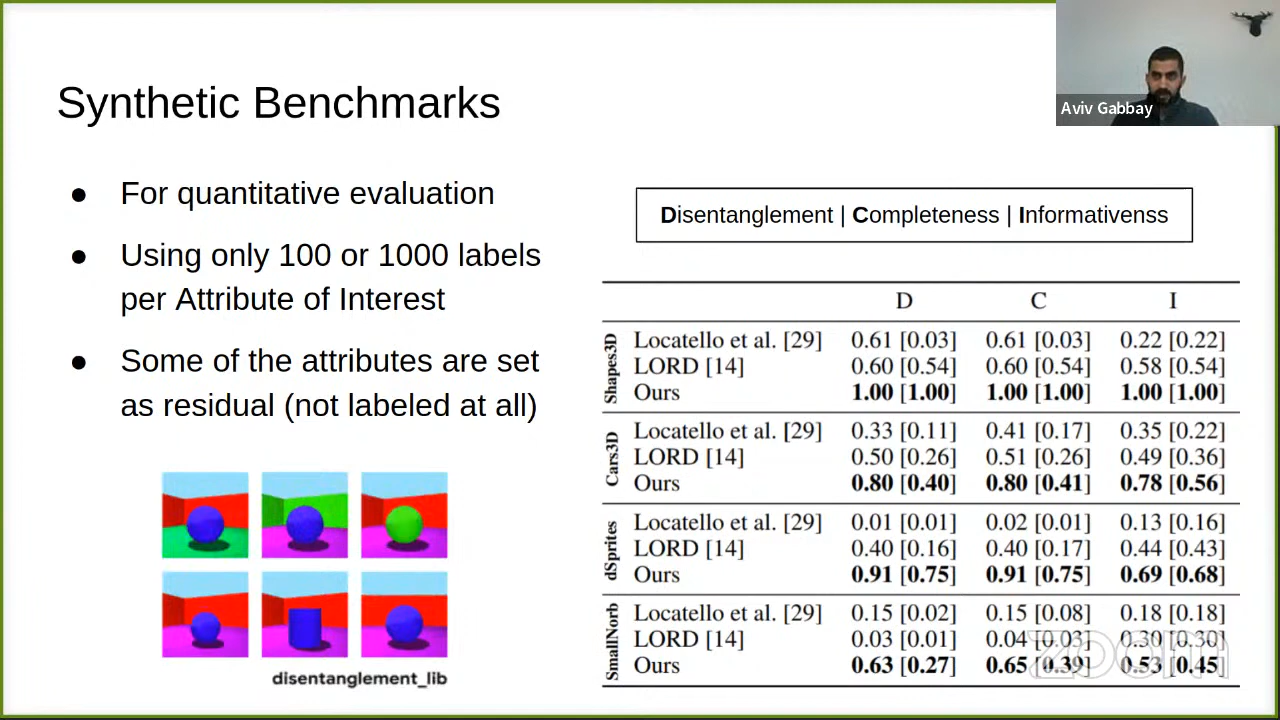 Aviv Gabbay
Synthetic Benchmarks
● For quantitative evaluation
● Using only 100 or 1000 labels
per Attribute of Interest
● Some of the attributes are set
as residual (not labeled at all)
disentanglement_lib
Disentanglement | Completeness | Informativenss
D C I
Shapes3D
Locatello et al. [29] 0.61 [0.03] 0.61 [0.03] 0.22 [0.22]
LORD [14] 0.60 [0.54] 0.60 [0.54] 0.58 [0.54]
Ours 1.00 [1.00] 1.00 [1.00] 1.00 [1.00]
Cars3D
Locatello et al. [29] 0.33 [0.11] 0.41 [0.17] 0.35 [0.22]
LORD [14] 0.50 [0.26] 0.51 [0.26] 0.49 [0.36]
Ours 0.80 [0.40] 0.80 [0.41] 0.78 [0.56]
dSprites
Locatello et al. [29] 0.01 [0.01] 0.02 [0.01] 0.13 [0.16]
LORD [14] 0.40 [0.16] 0.40 [0.17] 0.44 [0.43]
Ours 0.91 [0.75] 0.91 [0.75] 0.69 [0.68]
SmallNorb
Locatello et al. [29] 0.15 [0.02] 0.15 [0.08] 0.18 [0.18]
LORD [14] 0.03 [0.01] 0.04 [0.03] 0.30 [0.30]
Ours 0.63 [0.27] 0.65 [0.39] 0.53 [0.45]
zoom